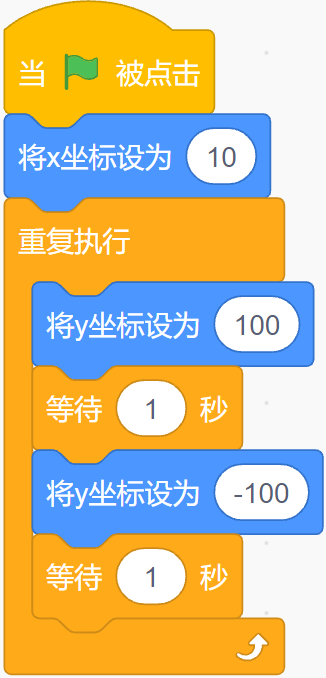 当 被点击
将x坐标设为 10
重复执行
将y坐标设为 100
等待 1 秒
将y坐标设为 -100
等待 1 秒